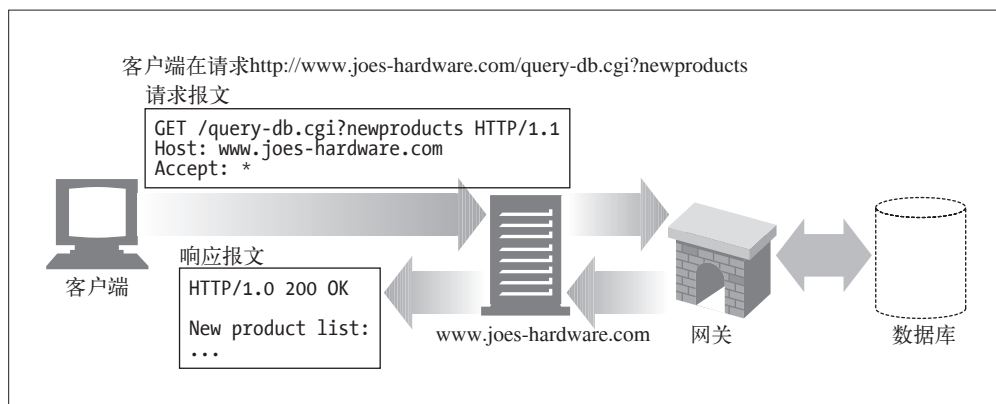 客户端在请求http://www.joes-hardware.com/query-db.cgi?newproducts
请求报文
GET /query-db.cgi?newproducts HTTP/1.1
Host: www.joes-hardware.com
Accept: *
客户端
响应报文
HTTP/1.0 200 OK
New product list:
...
www.joes-hardware.com
网关
数据库